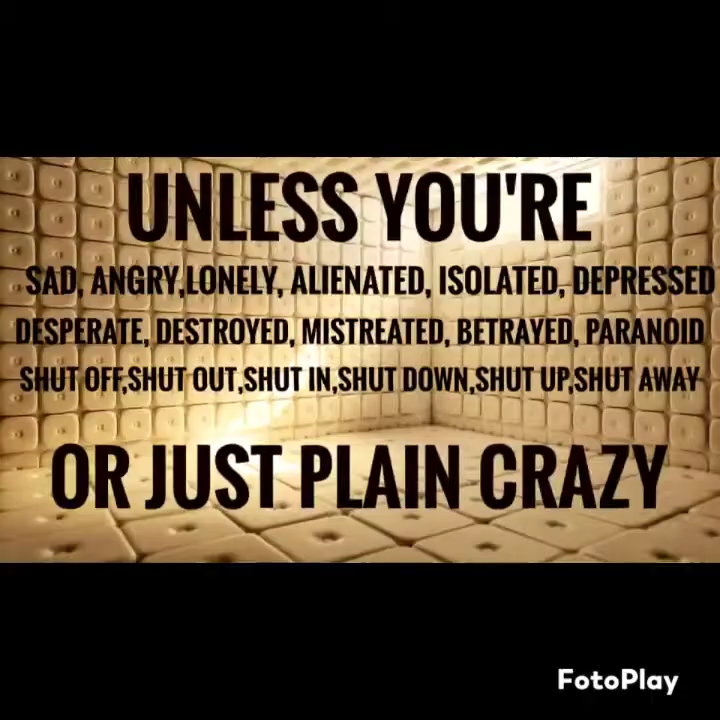 UNLESS YOU'RE
SAD, ANGRY,LONELY, ALIENATED, ISOLATED, DEPRESSED
DESPERATE, DESTROYED, MISTREATED, BETRAYED, PARANOID
SHUT OFF,SHUT OUT,SHUT IN,SHUT DOWN,SHUT UP,SHUT AWAY
OR JUST PLAIN CRAZY
FotoPlay